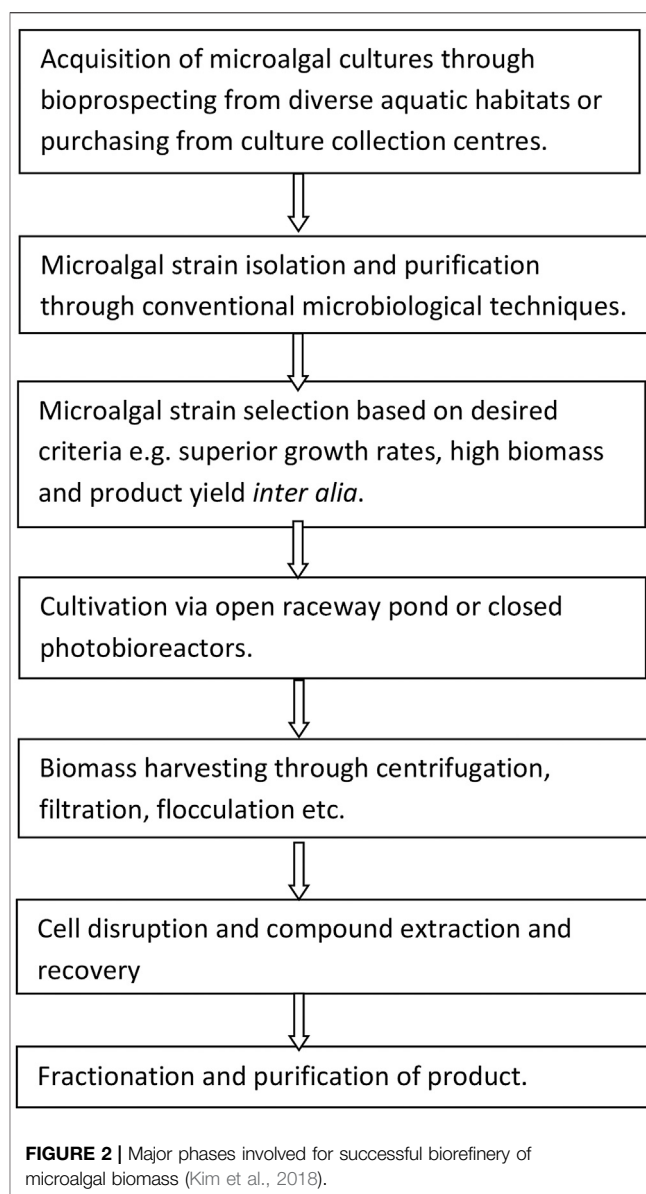 Acquisition of microalgal cultures through
bioprospecting from diverse aquatic habitats or
purchasing from culture collection centres.
Microalgal strain isolation and purification
through conventional microbiological techniques.
Microalgal strain selection based on desired
criteria e.g. superior growth rates, high biomass
and product yield inter alia.
Cultivation via open raceway pond or closed
photobioreactors.
Biomass harvesting through centrifugation,
filtration, flocculation etc.
Cell disruption and compound extraction and
recovery
Fractionation and purification of product.
FIGURE 2 | Major phases involved for successful biorefinery of
microalgal biomass (Kim et al., 2018).